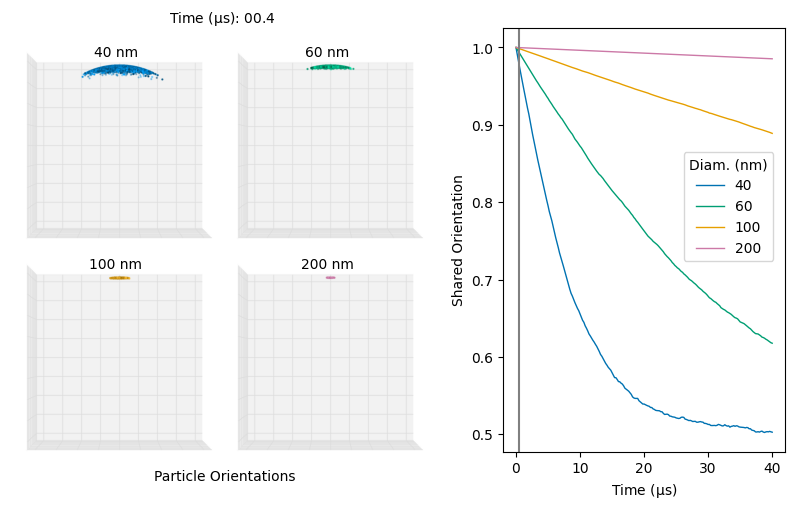 Time (µs): 00.4
40 nm
60 nm
100 nm
200 nm
Particle Orientations
1.0
0.9
0.8
0.7
0.6
0.5
Shared Orientation
0
10
20
30
40
Time (µs)
Diam. (nm)
40
60
100
200